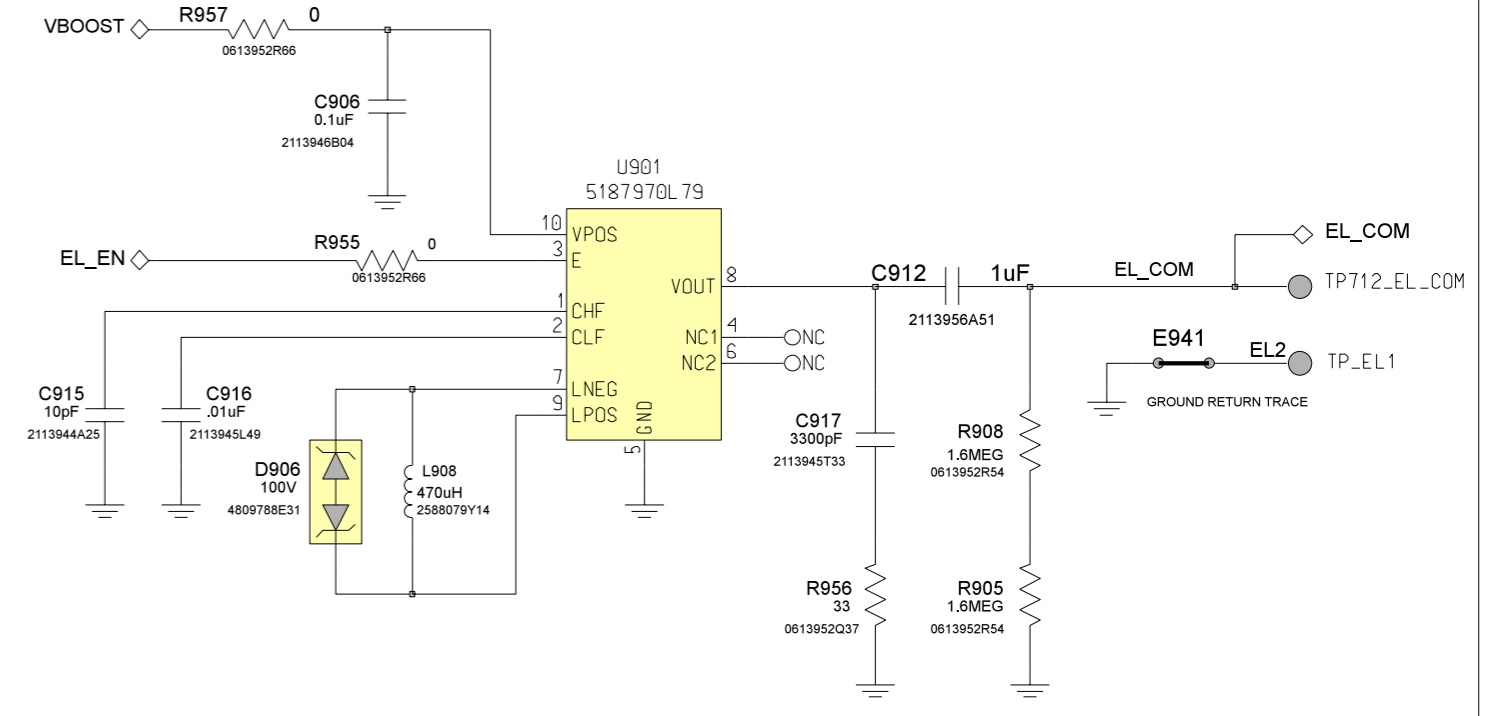 VBOOST
R957 0
0613952R66
C906
0.1uF
2113946B04
U901
5187970L79
EL_EN
R955 0
0613952R66
10 VPOS
3 E
1 CHF
2 CLF
7 LNEG
9 LPOS
GND
5
VOUT 8
NC1 4 NC
NC2 6 NC
C912 1uF
2113956A51
EL_COM
EL_COM
TP712_EL_COM
E941
EL2
TP_EL1
GROUND RETURN TRACE
C915
10pF
2113944A25
C916
.01uF
2113945L49
D906
100V
4809788E31
L908
470uH
2588079Y14
C917
3300pF
2113945T33
R908
1.6MEG
0613952R54
R956
33
0613952Q37
R905
1.6MEG
0613952R54